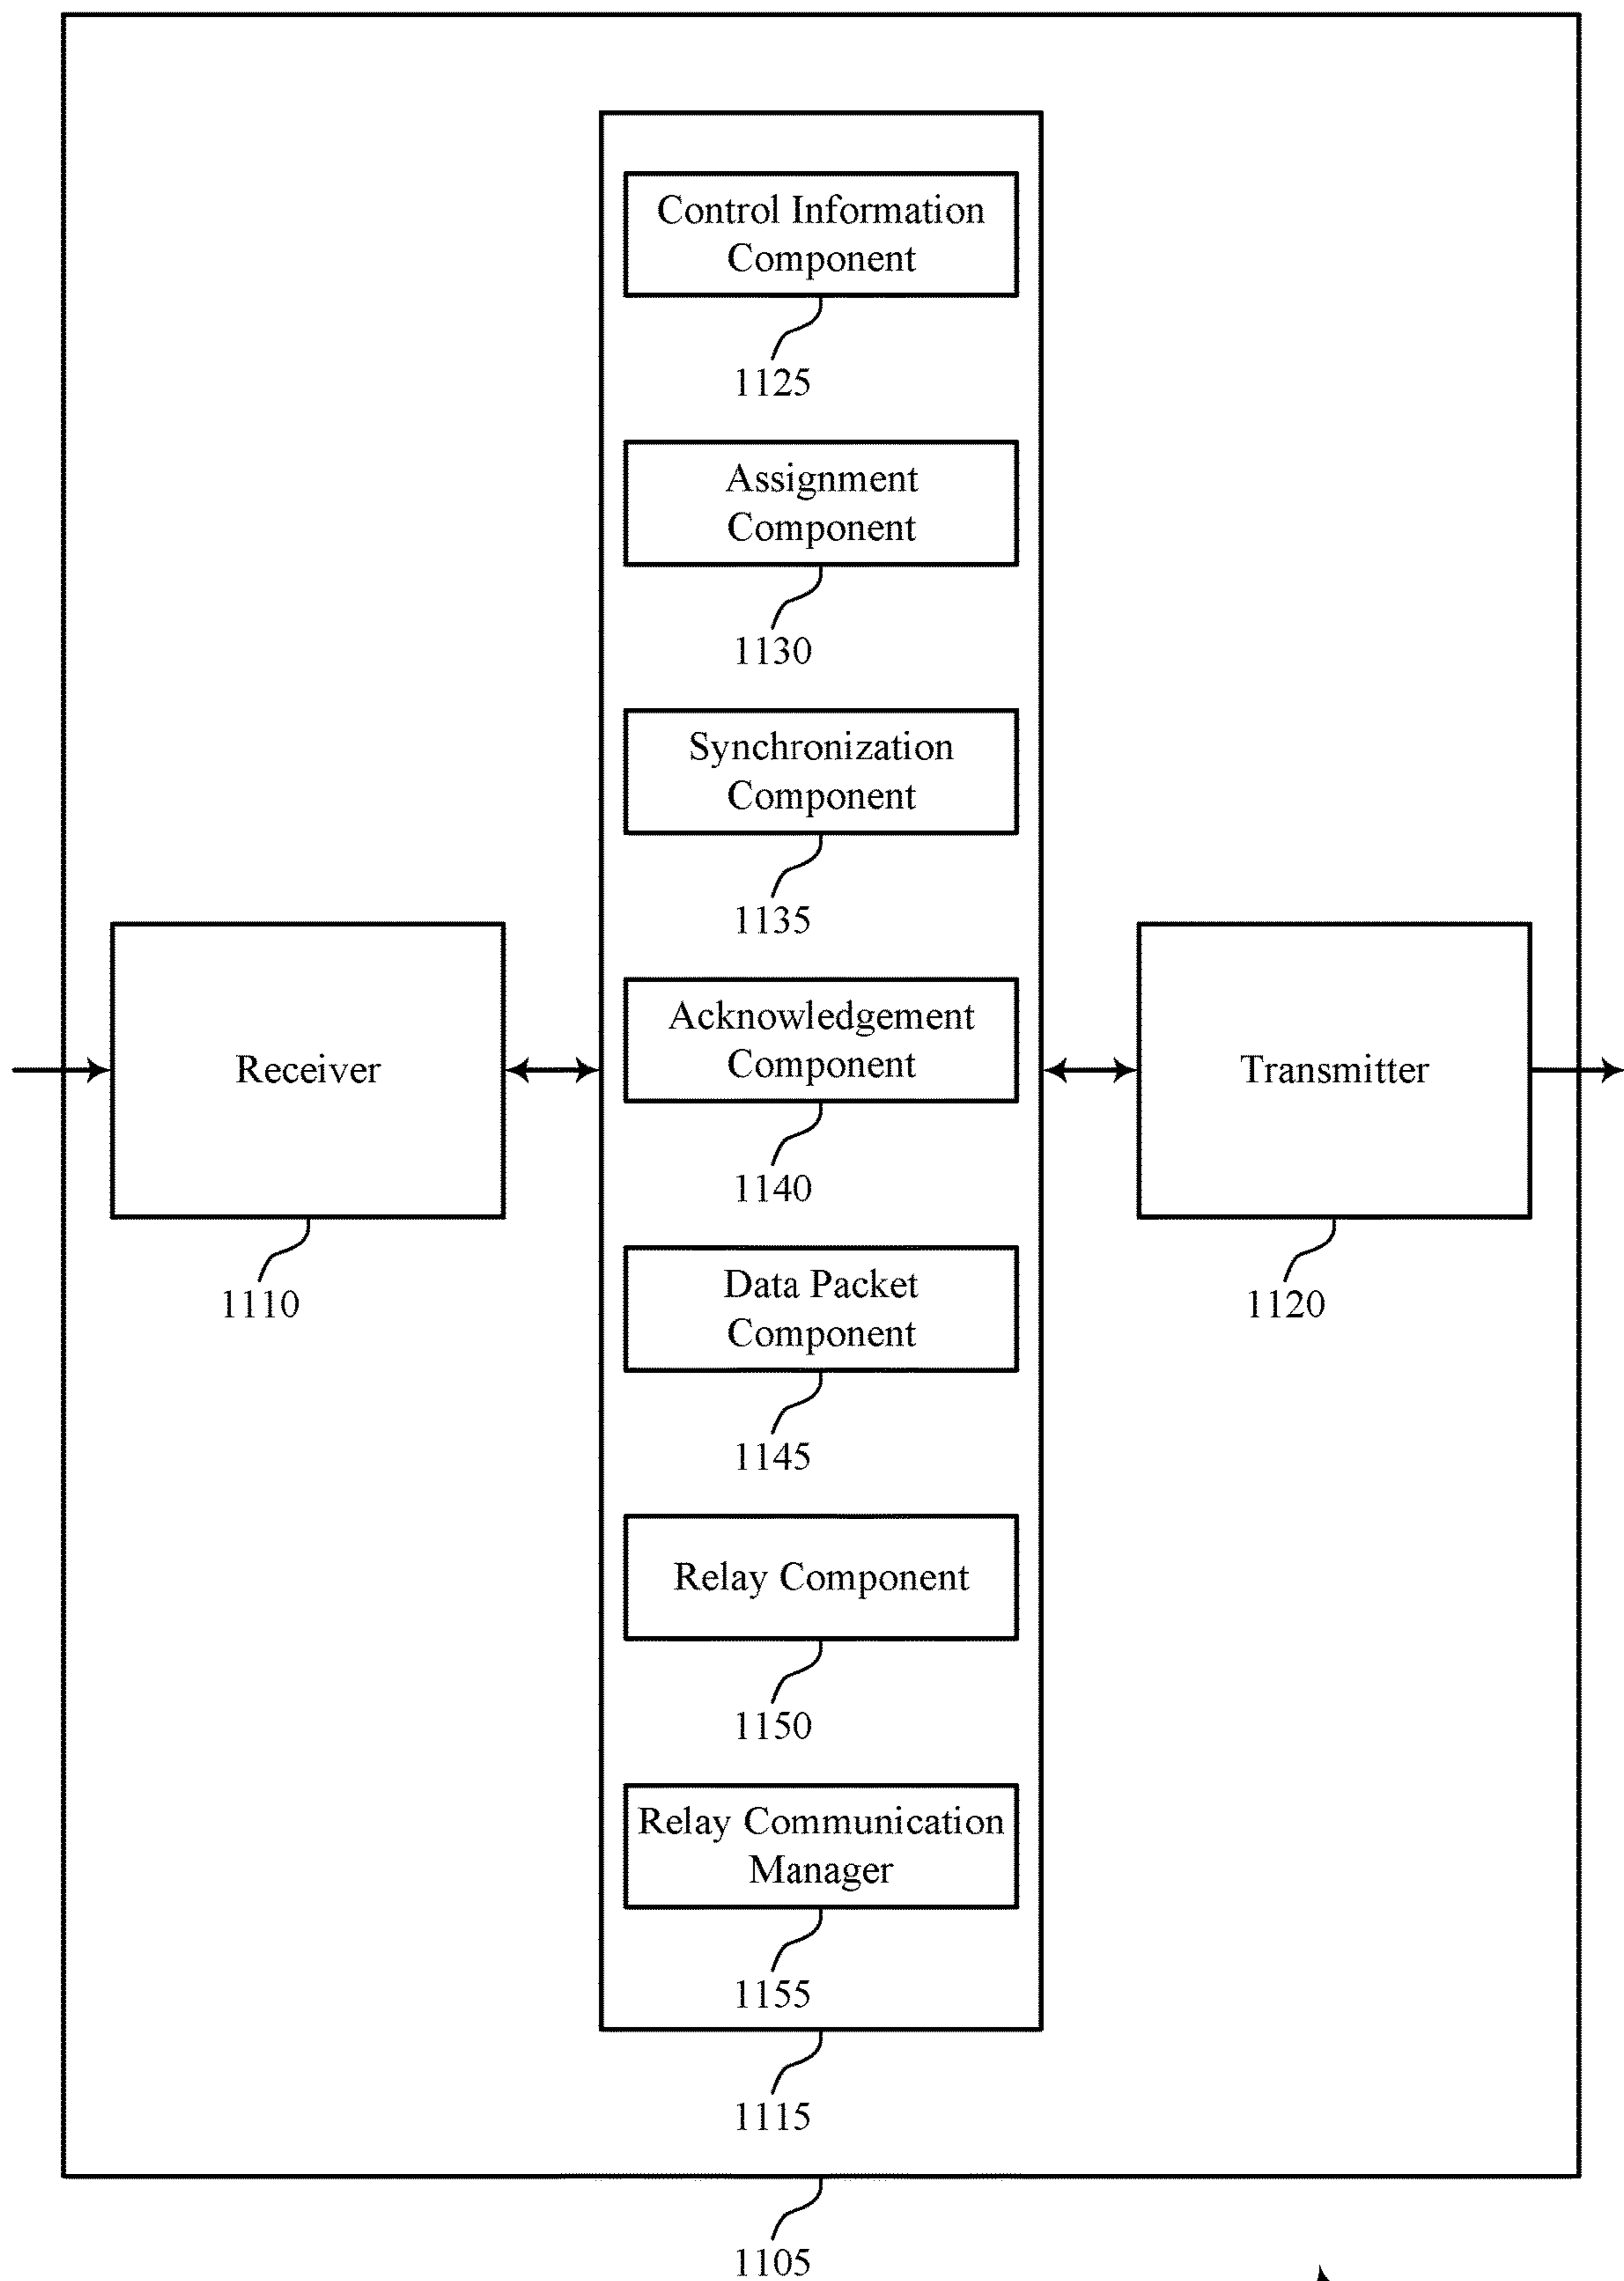 Control Information
Component
1125
Assignment
Component
1130
Synchronization
Component
1135
Receiver
1110
Acknowledgement
Component
1140
Transmitter
1120
Data Packet
Component
1145
Relay Component
1150
Relay Communication
Manager
1155
1115
1105